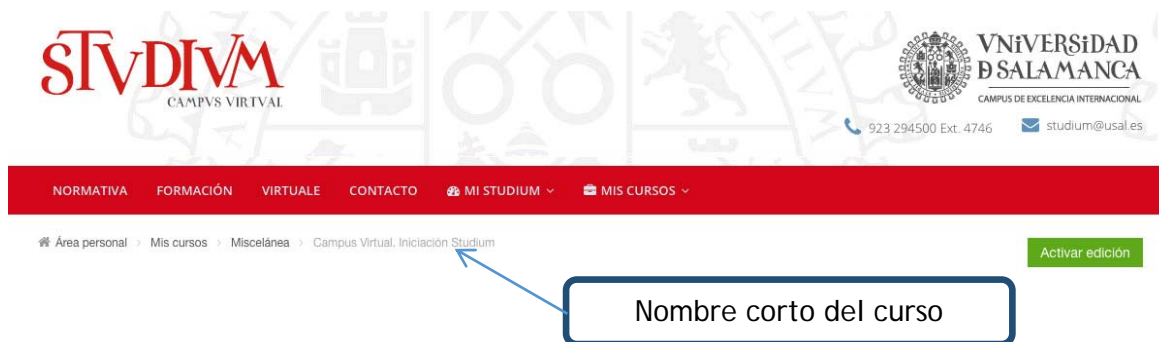 STVDIVM
CAMPVS VIRTVAL
VNiVERSiDAD
Ð SALAMANCA
CAMPUS DE EXCELENCIA INTERNACIONAL
923 294500 Ext. 4746 studium@usal.es
NORMATIVA FORMACIÓN VIRTUALE CONTACTO MI STUDIUM MIS CURSOS
Área personal > Mis cursos > Miscelánea > Campus Virtual. Iniciación Studium
Activar edición
Nombre corto del curso